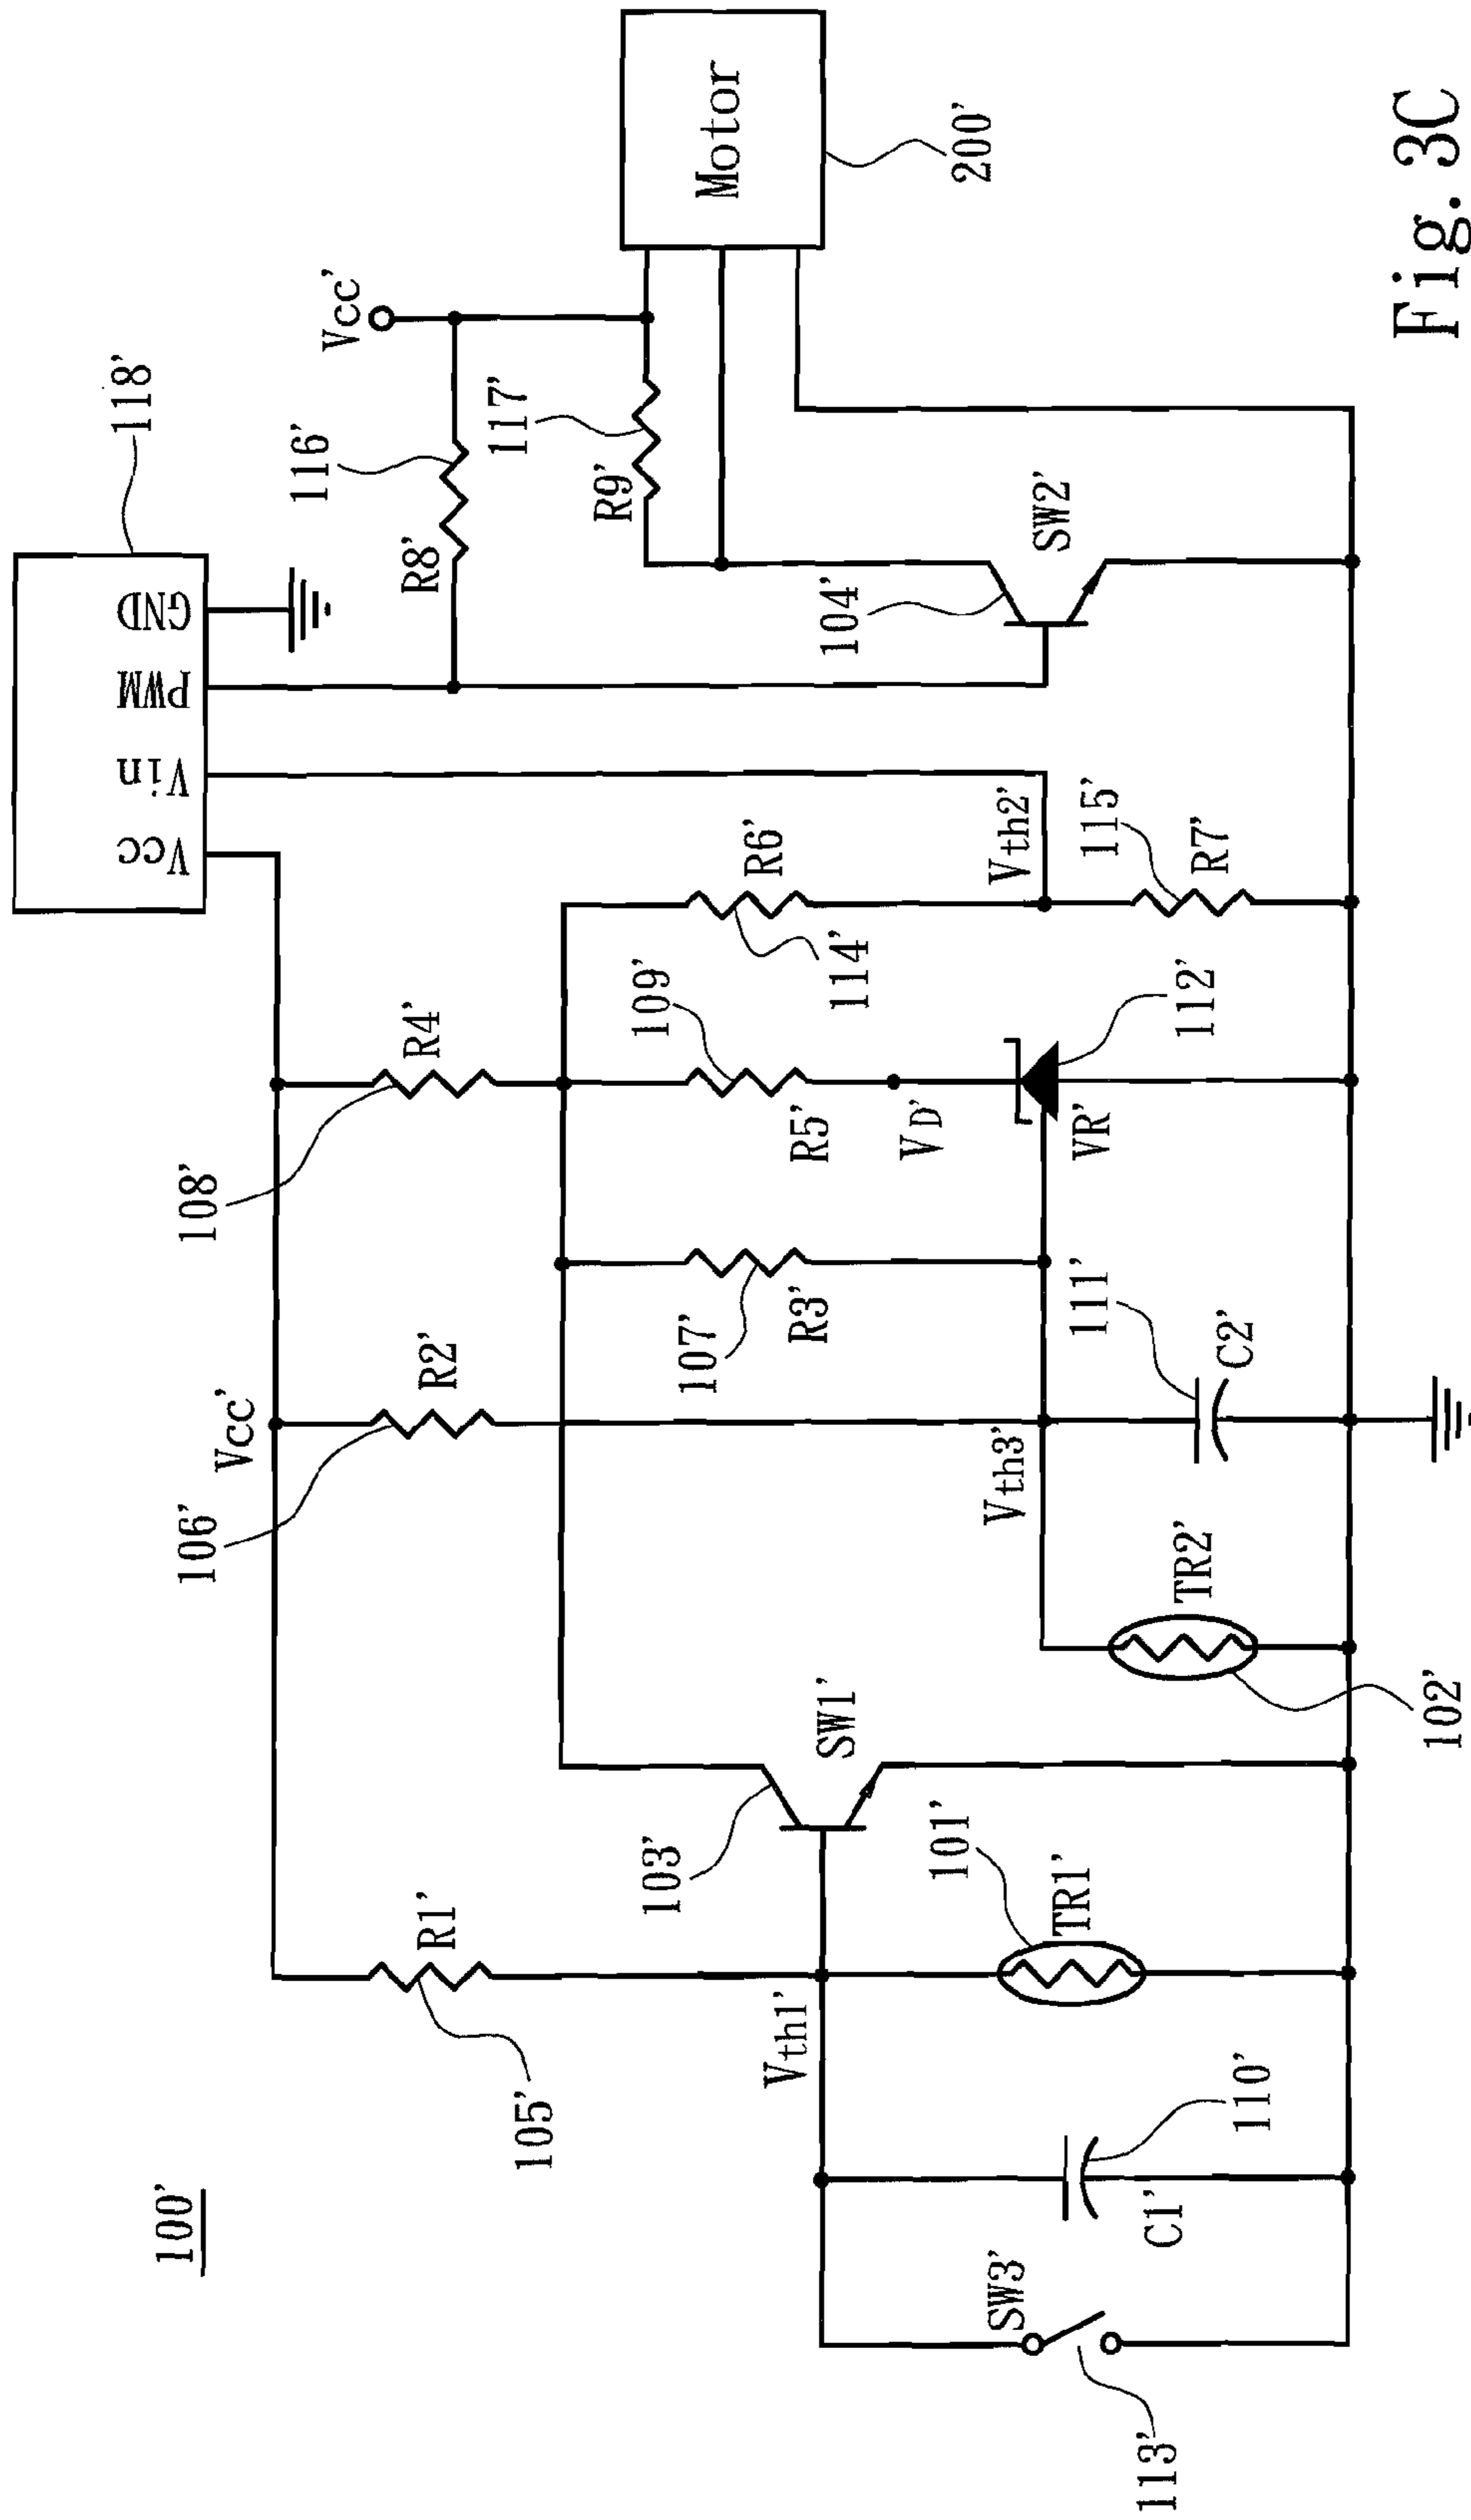 100'
118'
Vcc
Vin
PWM
GND
Vcc'
Vcc'
105'
R1'
106'
R2'
108'
R4'
R8'
116'
R9'
117'
Motor
200'
103'
SW1'
107'
R3'
R5'
109'
R6'
114'
104'
SW2'
Vth1'
Vth3'
VD'
Vth2'
101'
TR1'
TR2'
102'
111'
C2'
VR'
112'
115'
R7'
SW3'
113'
C1'
110'
Fig. 3C